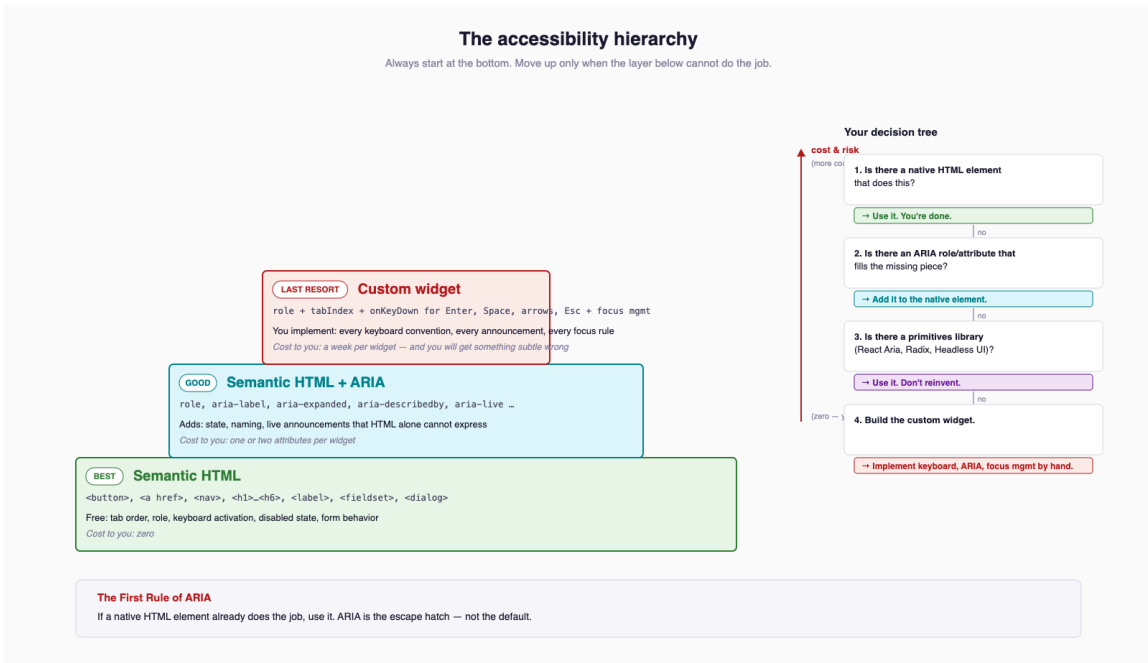 The accessibility hierarchy
Always start at the bottom. Move up only when the layer below cannot do the job.
LAST RESORT Custom widget
role + tabIndex + onKeyDown for Enter, Space, arrows, Esc + focus mgmt
You implement: every keyboard convention, every announcement, every focus rule
Cost to you: a week per widget — and you will get something subtle wrong
GOOD Semantic HTML + ARIA
role, aria-label, aria-expanded, aria-describedby, aria-live …
Adds: state, naming, live announcements that HTML alone cannot express
Cost to you: one or two attributes per widget
BEST Semantic HTML
<button>, <a href>, <nav>, <h1>…<h6>, <label>, <fieldset>, <dialog>
Free: tab order, role, keyboard activation, disabled state, form behavior
Cost to you: zero
cost & risk
(more
(zero —
Your decision tree
1. Is there a native HTML element
that does this?
→ Use it. You're done.
no
2. Is there an ARIA role/attribute that
fills the missing piece?
→ Add it to the native element.
no
3. Is there a primitives library
(React Aria, Radix, Headless UI)?
→ Use it. Don't reinvent.
no
4. Build the custom widget.
→ Implement keyboard, ARIA, focus mgmt by hand.
The First Rule of ARIA
If a native HTML element already does the job, use it. ARIA is the escape hatch — not the default.